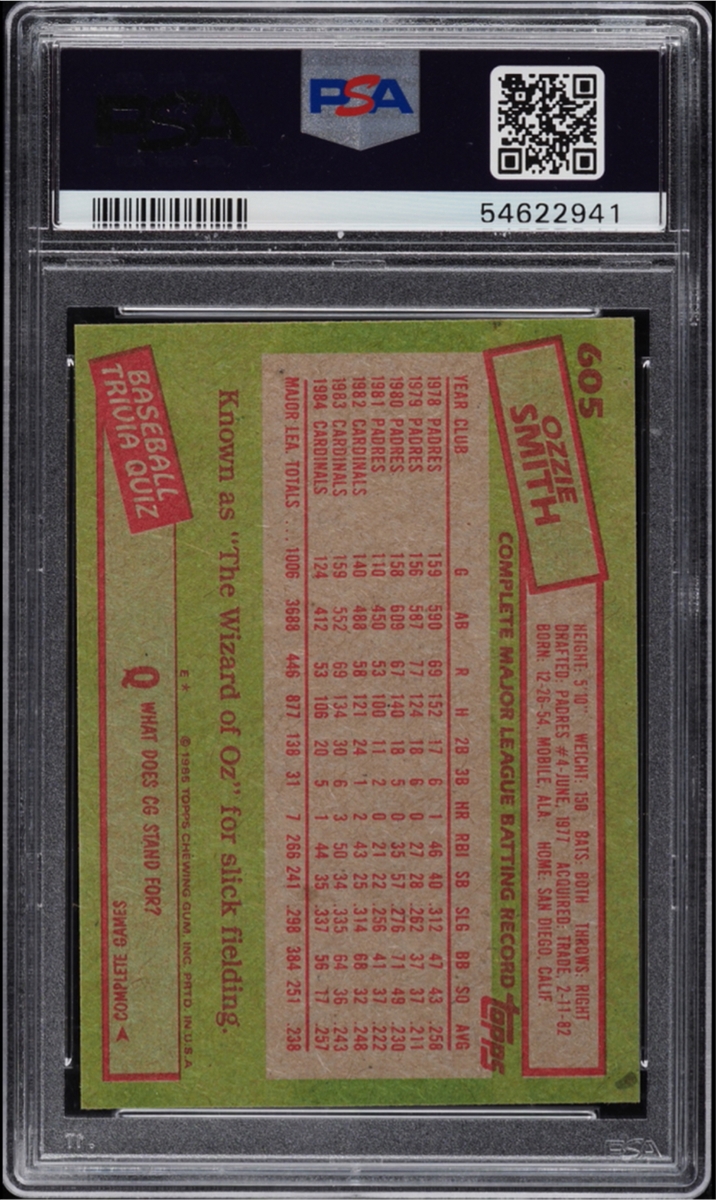 PSA
PSA
54622941
605
OZZIE
SMITH
HEIGHT: 5'10" WEIGHT: 150 BATS: BOTH THROWS: RIGHT
DRAFTED: PADRES #4-JUNE, 1977 ACQUIRED: TRADE, 2-11-82
BORN: 12-26-54, MOBILE, ALA. HOME: SAN DIEGO, CALIF.
COMPLETE MAJOR LEAGUE BATTING RECORD topps
YEAR CLUB G AB R H 2B 3B HR RBI SB SLG BB SO AVG
1978 PADRES 159 590 69 152 17 6 1 46 40 .312 47 43 .258
1979 PADRES 156 587 77 124 18 6 0 27 28 .262 37 37 .211
1980 PADRES 158 609 67 140 18 5 0 35 57 .276 71 49 .230
1981 PADRES 110 450 53 100 11 2 0 21 22 .256 41 37 .222
1982 CARDINALS 140 488 58 121 24 1 2 43 25 .314 68 32 .248
1983 CARDINALS 159 552 69 134 30 6 3 50 34 .335 64 36 .243
1984 CARDINALS 124 412 53 106 20 5 1 44 35 .337 56 17 .257
MAJOR LEA. TOTALS ... 1006 3688 446 877 138 31 7 266 241 .298 384 251 .238
Known as "The Wizard of Oz" for slick fielding.
E* © 1985 TOPPS CHEWING GUM, INC. PRTD. IN U.S.A.
BASEBALL
TRIVIA QUIZ
Q WHAT DOES CG STAND FOR?
COMPLETE GAMES
PSA